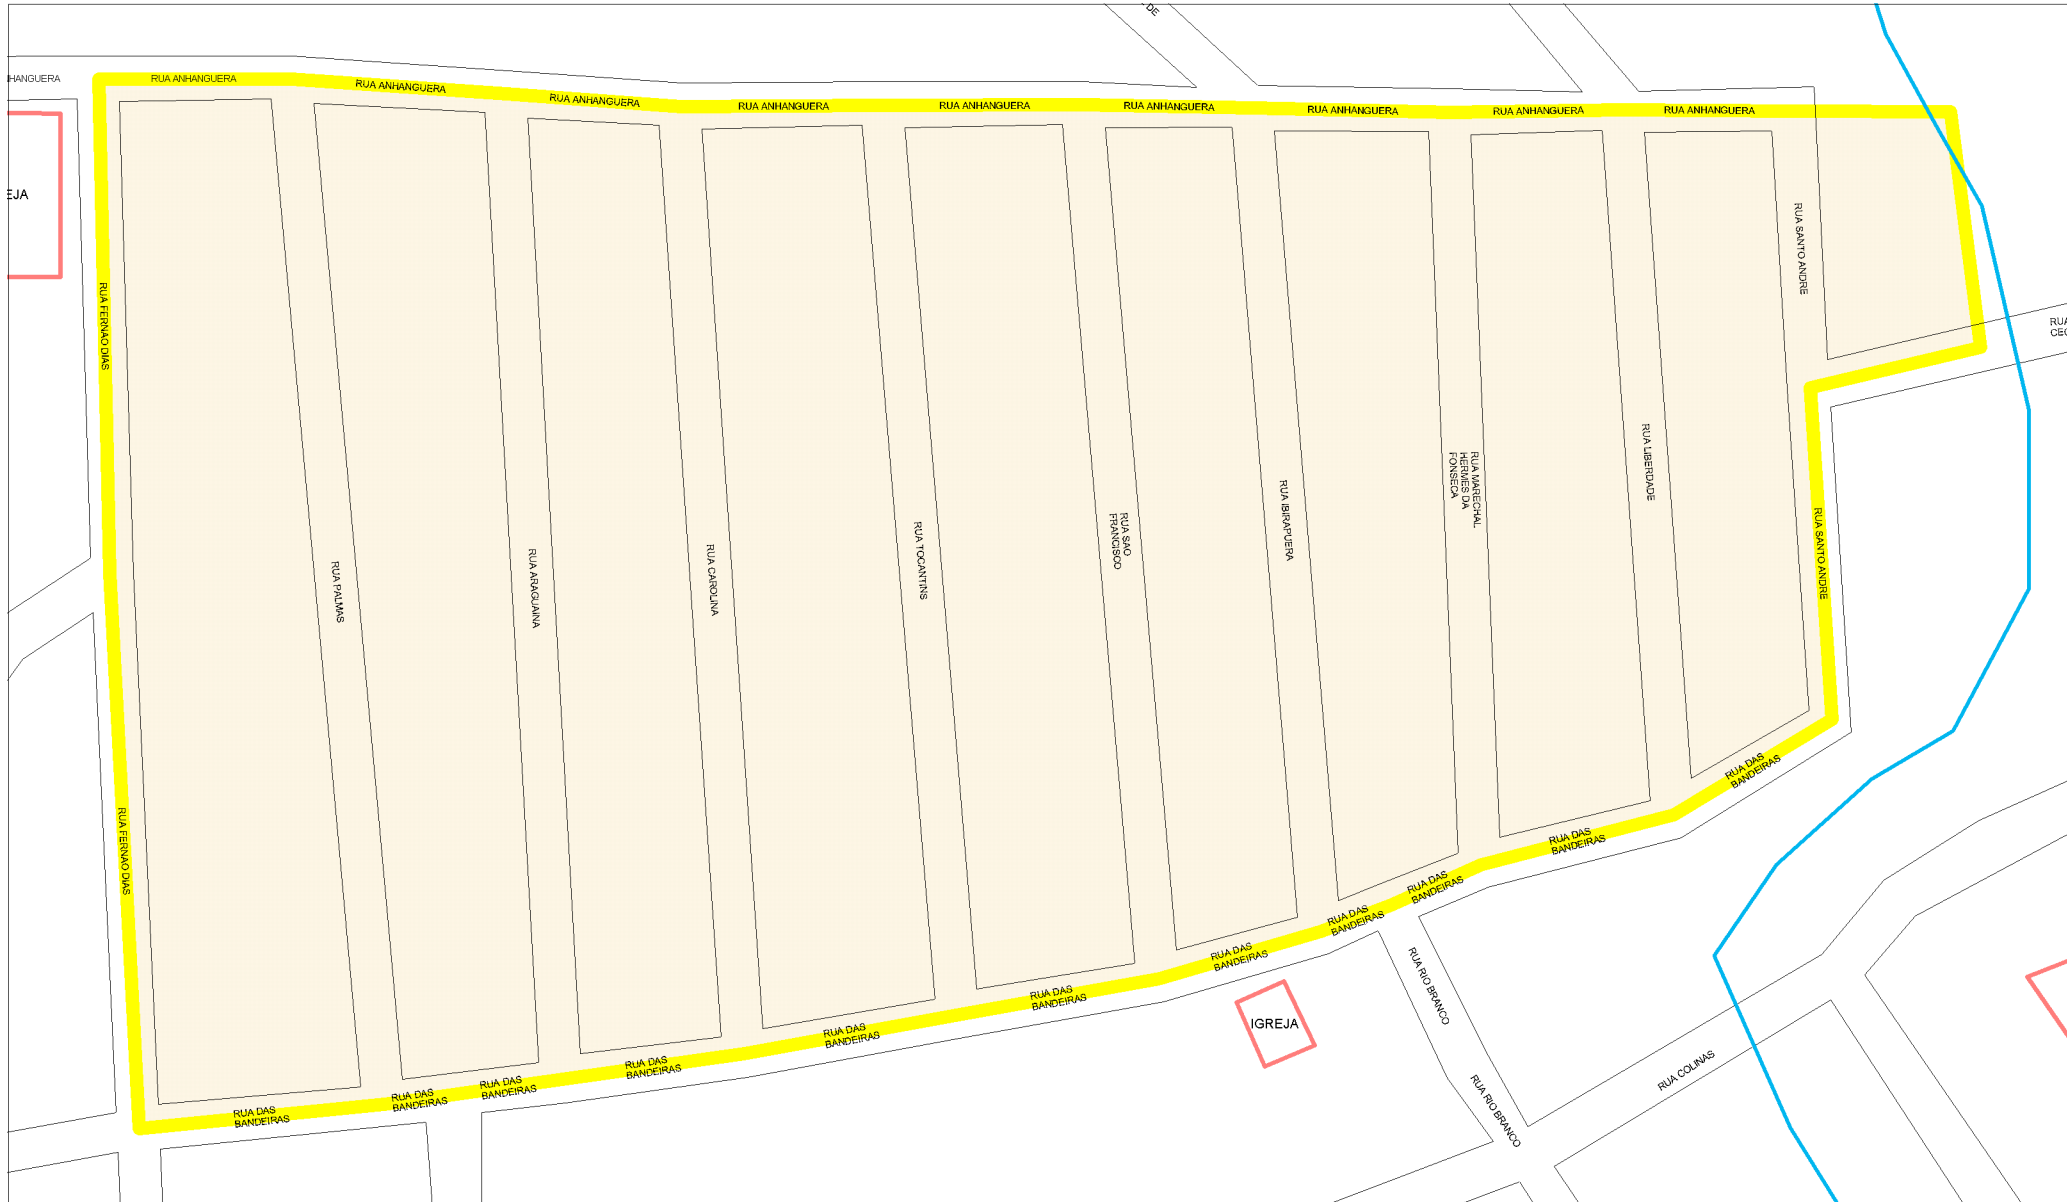 DE
HANGUERA
RUA ANHANGUERA
RUA ANHANGUERA
RUA ANHANGUERA
RUA ANHANGUERA
RUA ANHANGUERA
RUA ANHANGUERA
RUA ANHANGUERA
RUA ANHANGUERA
RUA ANHANGUERA
EJA
RUA SANTO ANDRE
RUA FERNAO DIAS
RUA
CEC
RUA LIBERDADE
RUA MARECHAL
HERMES DA
FONSECA
RUA IBIRAPUERA
RUA SAO
FRANCISCO
RUA TOCANTINS
RUA CAROLINA
RUA ARAGUAINA
RUA PALMAS
RUA SANTO ANDRE
RUA FERNAO DIAS
RUA DAS
BANDEIRAS
RUA DAS
BANDEIRAS
RUA DAS
BANDEIRAS
RUA DAS
BANDEIRAS
RUA DAS
BANDEIRAS
RUA DAS
BANDEIRAS
RUA DAS
BANDEIRAS
RUA DAS
BANDEIRAS
RUA DAS
BANDEIRAS
RUA DAS
BANDEIRAS
RUA DAS
BANDEIRAS
IGREJA
RUA RIO BRANCO
RUA RIO BRANCO
RUA COLINAS